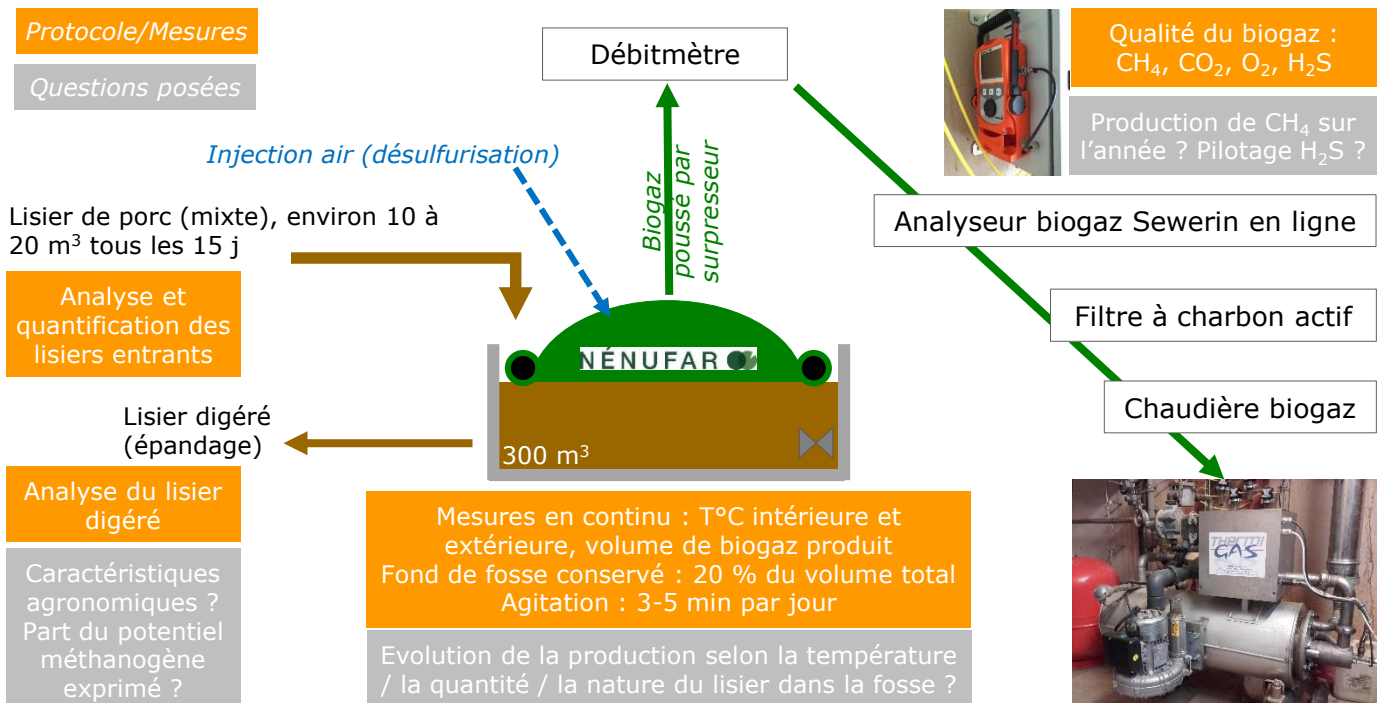 Protocole/Mesures
Questions posées
Débitmètre
Qualité du biogaz :
CH₄, CO₂, O₂, H₂S
Production de CH₄ sur
l'année ? Pilotage H₂S ?
Injection air (désulfurisation)
Biogaz
poussé par
surpresseur
Lisier de porc (mixte), environ 10 à
20 m³ tous les 15 j
Analyse et
quantification des
lisiers entrants
Analyseur biogaz Sewerin en ligne
Filtre à charbon actif
Chaudière biogaz
NÉNUFAR
300 m³
Lisier digéré
(épandage)
Analyse du lisier
digéré
Caractéristiques
agronomiques ?
Part du potentiel
méthanogène
exprimé ?
Mesures en continu : T°C intérieure et
extérieure, volume de biogaz produit
Fond de fosse conservé : 20 % du volume total
Agitation : 3-5 min par jour
Evolution de la production selon la température
/ la quantité / la nature du lisier dans la fosse ?
GAS